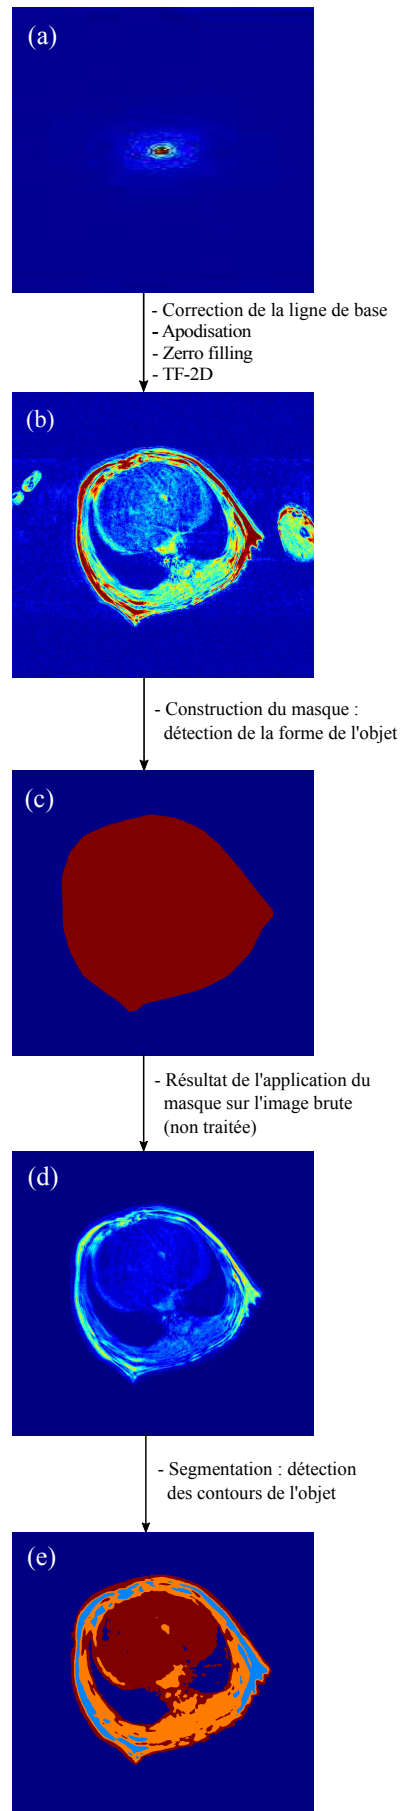 (a)
- Correction de la ligne de base
- Apodisation
- Zerro filling
- TF-2D
(b)
- Construction du masque :
détection de la forme de l'objet
(c)
- Résultat de l'application du
masque sur l'image brute
(non traitée)
(d)
- Segmentation : détection
des contours de l'objet
(e)